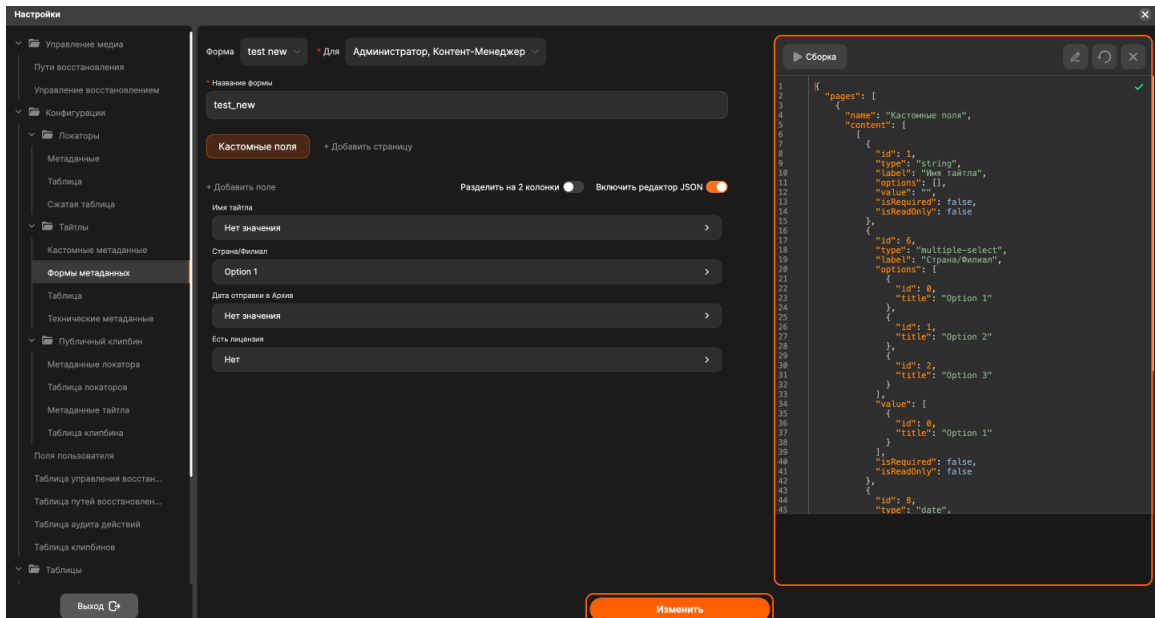 Настройки
Управление медиа
Пути восстановления
Управление восстановлением
Конфигурации
Локаторы
Метаданные
Таблица
Сжатая таблица
Тайтлы
Кастомные метаданные
Формы метаданных
Таблица
Технические метаданные
Публичный клипбин
Метаданные локатора
Таблица локаторов
Метаданные тайтла
Таблица клипбина
Поля пользователя
Таблица управления восстан...
Таблица путей восстановлен...
Таблица аудита действий
Таблица клипбинов
Таблицы
Выход
Форма test new * Для Администратор, Контент-Менеджер
* Название формы
test_new
Кастомные поля + Добавить страницу
+ Добавить поле Разделить на 2 колонки Включить редактор JSON
Имя тайтла
Нет значения
Страна/Филиал
Option 1
Дата отправки в Архив
Нет значения
Есть лицензия
Нет
Изменить
Сборка
1 {
2 "pages": [
3 {
4 "name": "Кастомные поля",
5 "content": [
6 [
7 {
8 "id": 1,
9 "type": "string",
10 "label": "Имя тайтла",
11 "options": [],
12 "value": "",
13 "isRequired": false,
14 "isReadOnly": false
15 },
16 {
17 "id": 6,
18 "type": "multiple-select",
19 "label": "Страна/Филиал",
20 "options": [
21 {
22 "id": 0,
23 "title": "Option 1"
24 },
25 {
26 "id": 1,
27 "title": "Option 2"
28 },
29 {
30 "id": 2,
31 "title": "Option 3"
32 }
33 ],
34 "value": [
35 {
36 "id": 0,
37 "title": "Option 1"
38 }
39 ],
40 "isRequired": false,
41 "isReadOnly": false
42 },
43 {
44 "id": 8,
45 "type": "date",